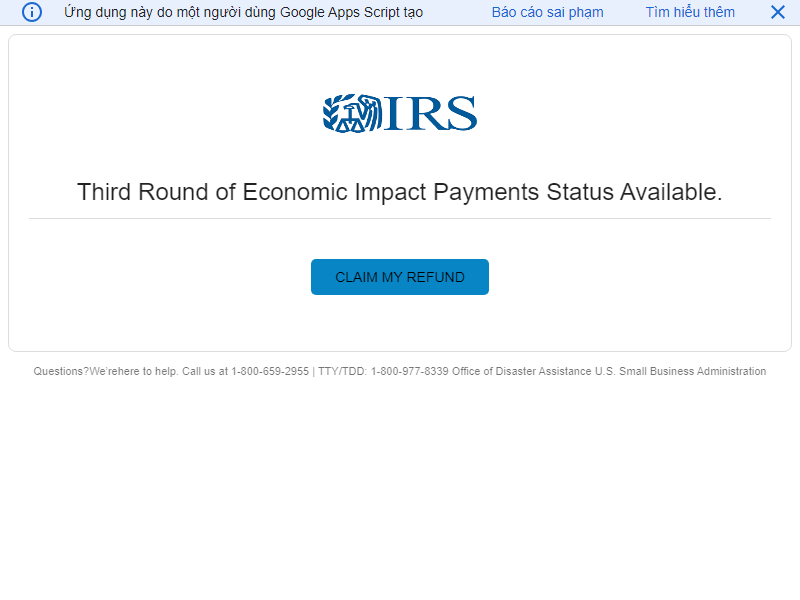 Ứng dụng này do một người dùng Google Apps Script tạo Báo cáo sai phạm Tìm hiểu thêm
IRS
Third Round of Economic Impact Payments Status Available.
CLAIM MY REFUND
Questions?We'rehere to help. Call us at 1-800-659-2955 | TTY/TDD: 1-800-977-8339 Office of Disaster Assistance U.S. Small Business Administration